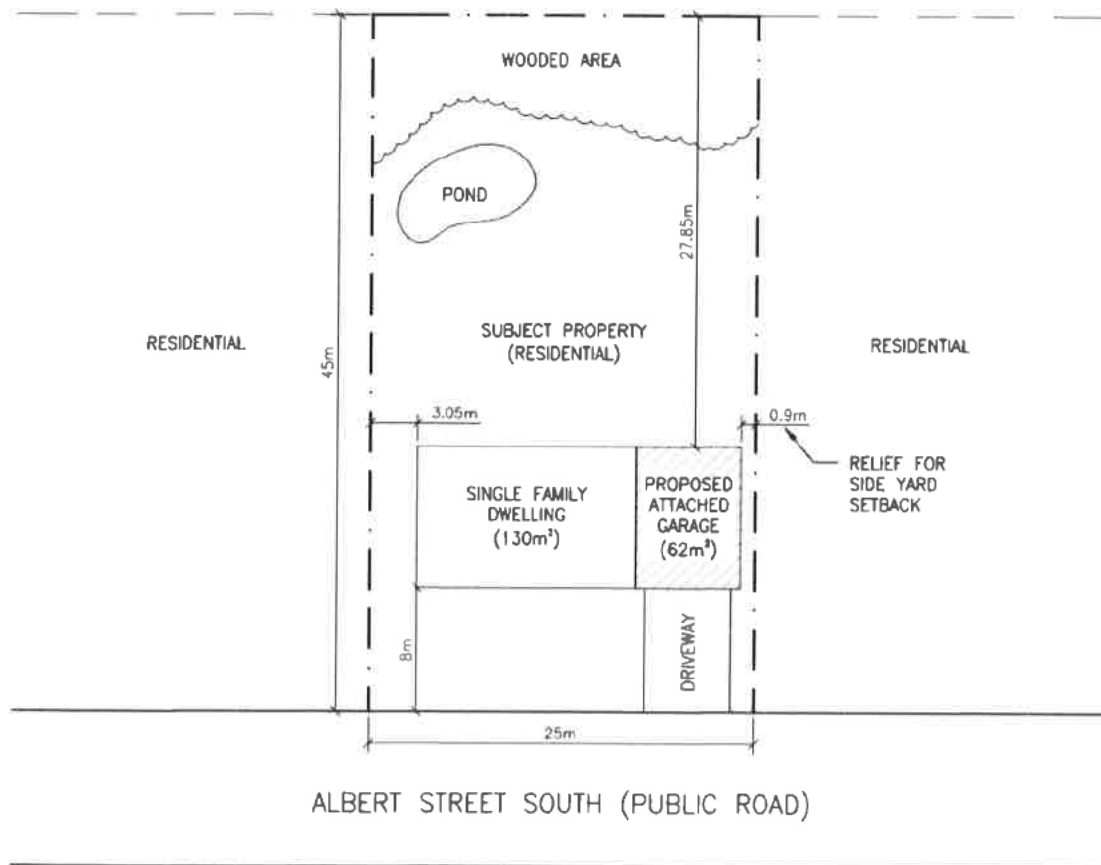 WOODED AREA
POND
27.85m
RESIDENTIAL
45m
SUBJECT PROPERTY
(RESIDENTIAL)
RESIDENTIAL
3.05m
0.9m
RELIEF FOR
SIDE YARD
SETBACK
SINGLE FAMILY
DWELLING
(130m²)
PROPOSED
ATTACHED
GARAGE
(62m²)
8m
DRIVEWAY
25m
ALBERT STREET SOUTH (PUBLIC ROAD)